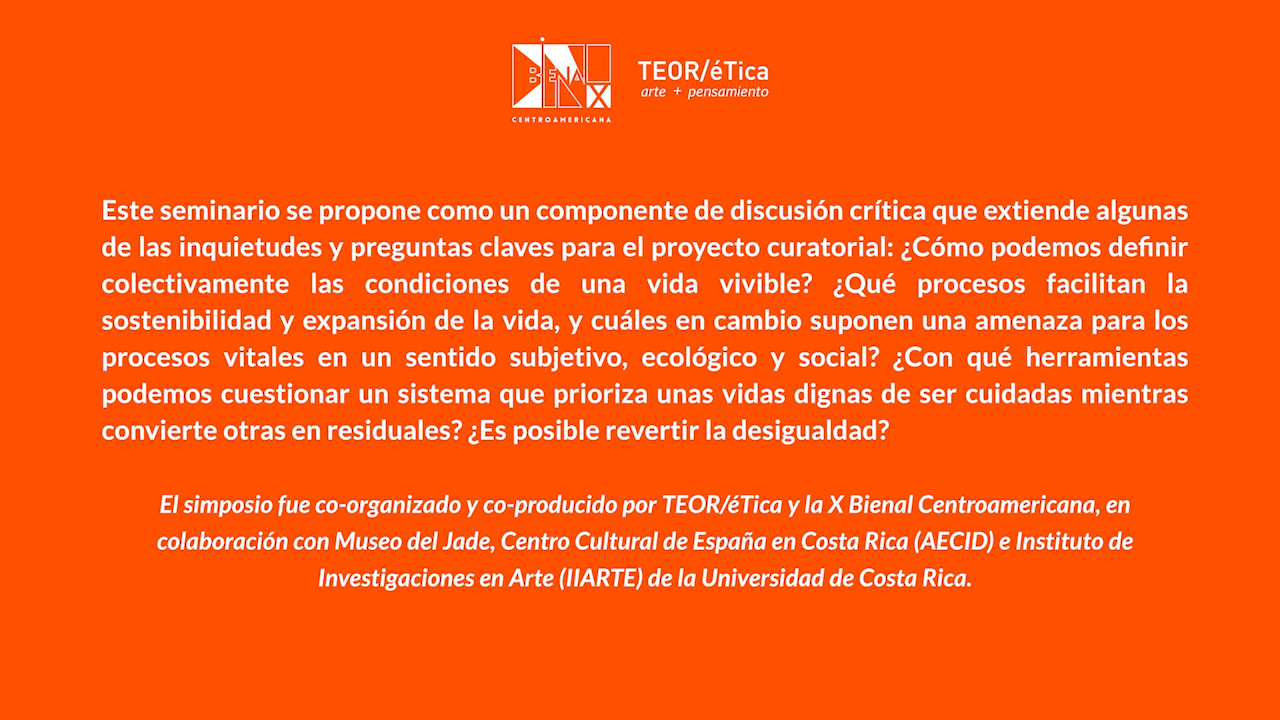 BIENAL
X
CENTROAMERICANA
TEOR/éTica
arte + pensamiento
Este seminario se propone como un componente de discusión crítica que extiende algunas
de las inquietudes y preguntas claves para el proyecto curatorial: ¿Cómo podemos definir
colectivamente las condiciones de una vida vivible? ¿Qué procesos facilitan la
sostenibilidad y expansión de la vida, y cuáles en cambio suponen una amenaza para los
procesos vitales en un sentido subjetivo, ecológico y social? ¿Con qué herramientas
podemos cuestionar un sistema que prioriza unas vidas dignas de ser cuidadas mientras
convierte otras en residuales? ¿Es posible revertir la desigualdad?
El simposio fue co-organizado y co-producido por TEOR/éTica y la X Bienal Centroamericana, en
colaboración con Museo del Jade, Centro Cultural de España en Costa Rica (AECID) e Instituto de
Investigaciones en Arte (IIARTE) de la Universidad de Costa Rica.